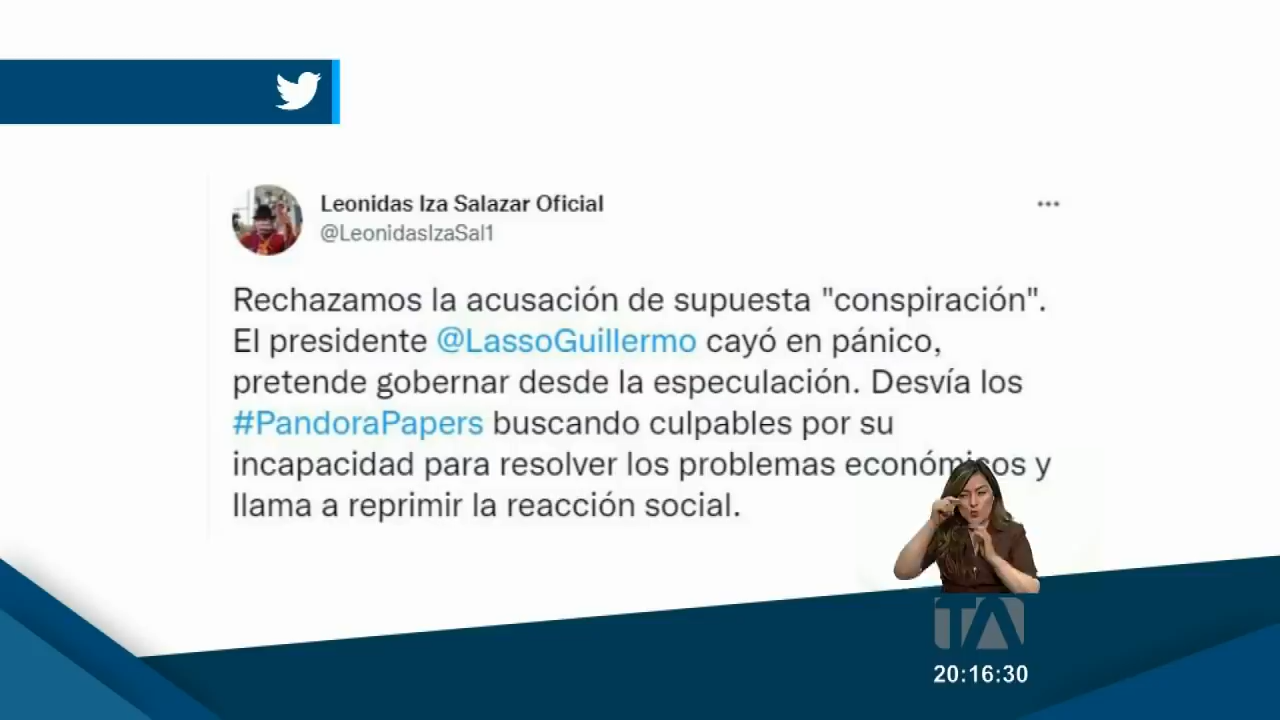 Leonidas Iza Salazar Oficial
@LeonidasIzaSal1
Rechazamos la acusación de supuesta "conspiración".
El presidente @LassoGuillermo cayó en pánico,
pretende gobernar desde la especulación. Desvía los
#PandoraPapers buscando culpables por su
incapacidad para resolver los problemas económicos y
llama a reprimir la reacción social.
TA
20:16:30